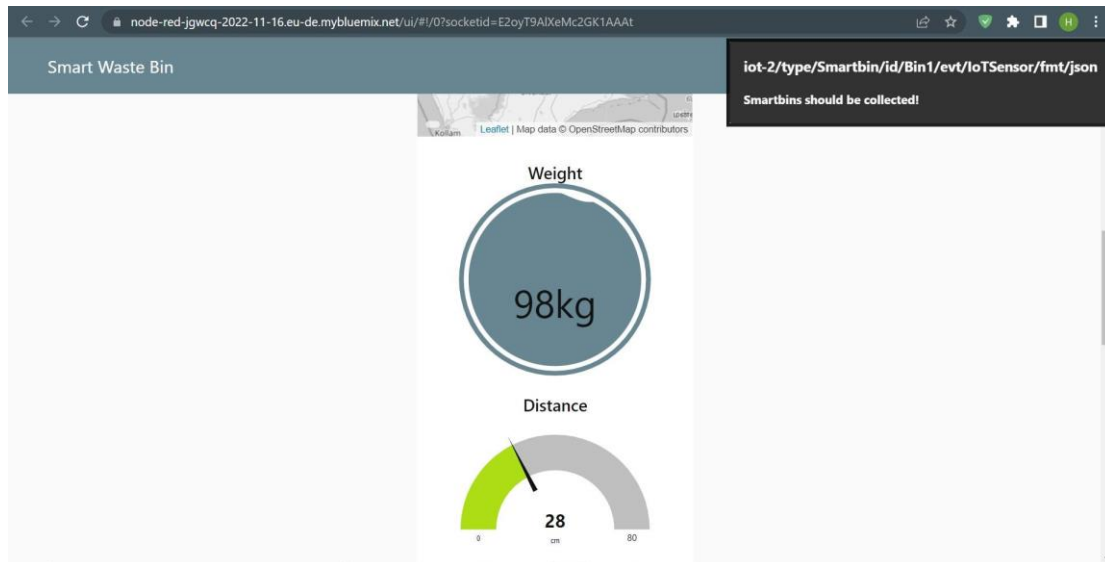 node-red-jgwcq-2022-11-16.eu-de.mybluemix.net/ui/#!/0?socketid=E2oyT9AlXeMc2GK1AAAt
H
Smart Waste Bin
iot-2/type/Smartbin/id/Bin1/evt/IoTSensor/fmt/json
Smartbins should be collected!
Kollam
Leaflet | Map data © OpenStreetMap contributors
Weight
98kg
Distance
28
cm
0
80